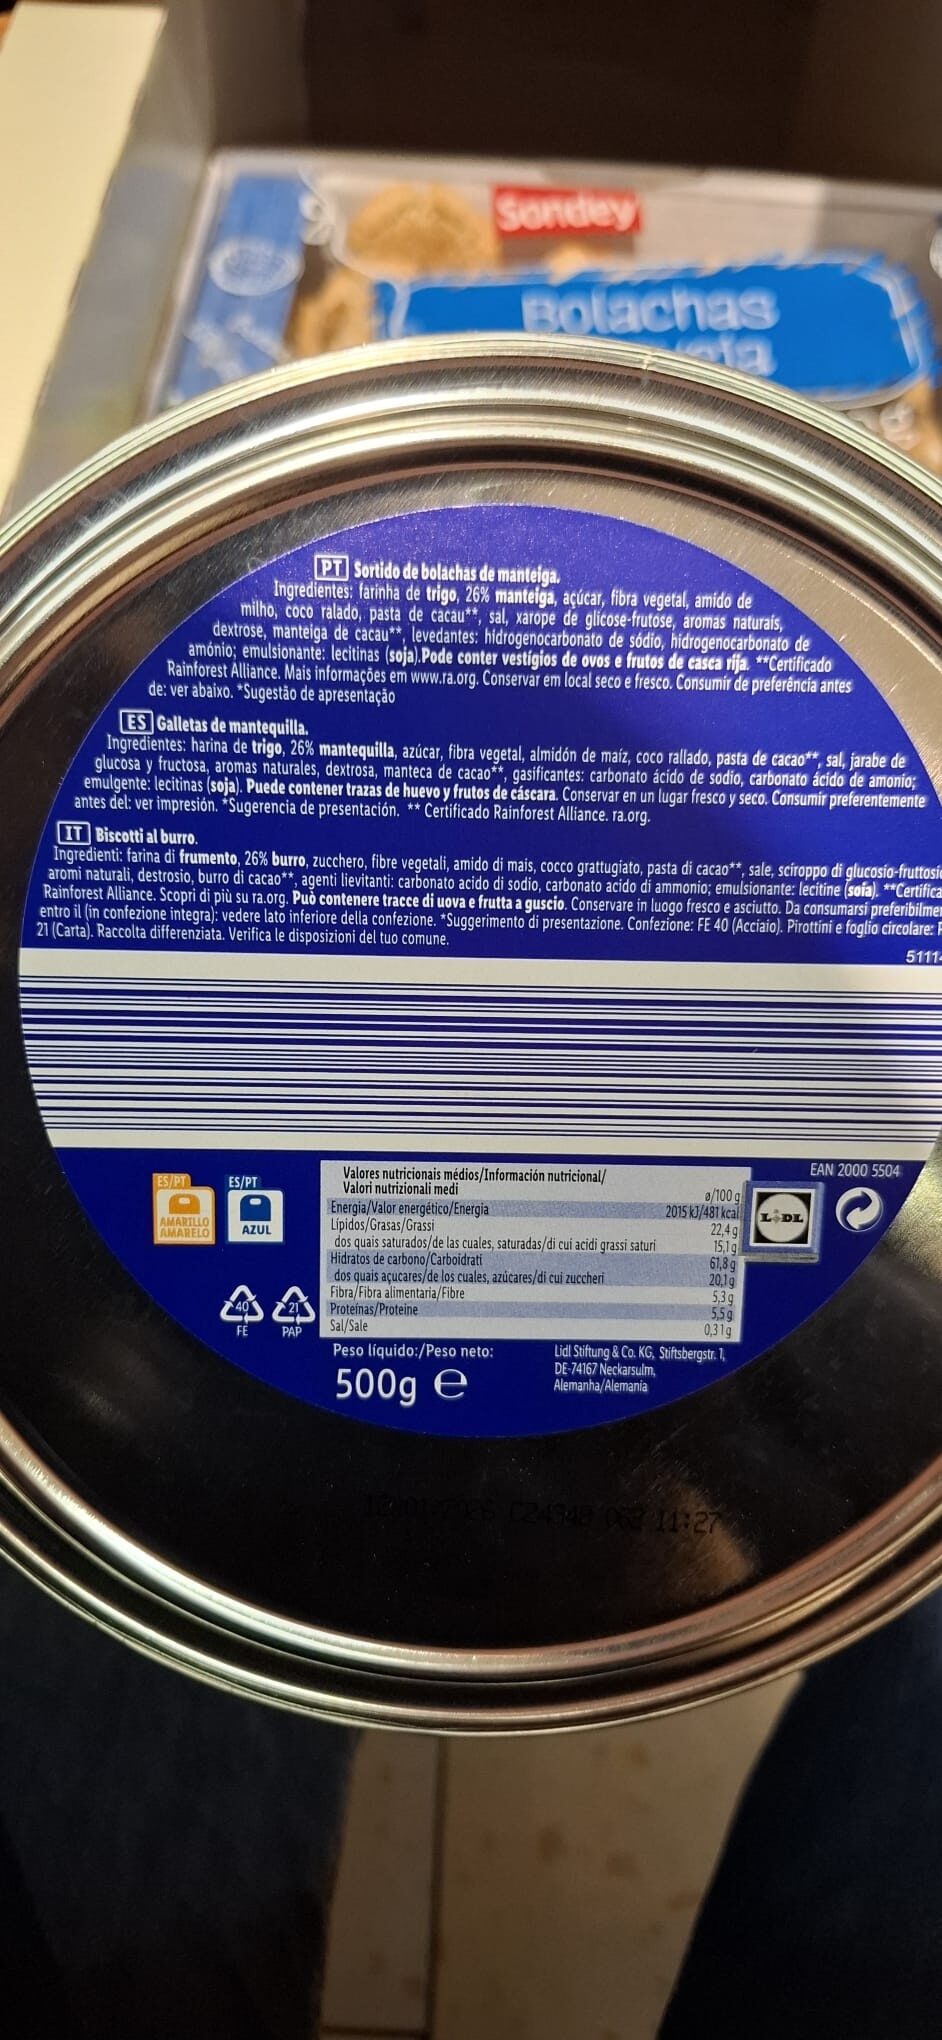 Sondey
Bolachas
PT Sortido de bolachas de manteiga.
Ingredientes: farinha de trigo, 26% manteiga, açúcar, fibra vegetal, amido de
milho, coco ralado, pasta de cacau**, sal, xarope de glicose-frutose, aromas naturais,
dextrose, manteiga de cacau**, levedantes: hidrogenocarbonato de sódio, hidrogenocarbonato de
amónio; emulsionante: lecitinas (soja).Pode conter vestígios de ovos e frutos de casca rija. **Certificado
Rainforest Alliance. Mais informações em www.ra.org. Conservar em local seco e fresco. Consumir de preferência antes
de: ver abaixo. *Sugestão de apresentação
ES Galletas de mantequilla.
Ingredientes: harina de trigo, 26% mantequilla, azúcar, fibra vegetal, almidón de maíz, coco rallado, pasta de cacao**, sal, jarabe de
glucosa y fructosa, aromas naturales, dextrosa, manteca de cacao**, gasificantes: carbonato ácido de sodio, carbonato ácido de amonio;
emulgente: lecitinas (soja). Puede contener trazas de huevo y frutos de cáscara. Conservar en un lugar fresco y seco. Consumir preferentemente
antes del: ver impresión. *Sugerencia de presentación. ** Certificado Rainforest Alliance. ra.org.
IT Biscotti al burro.
Ingredienti: farina di frumento, 26% burro, zucchero, fibre vegetali, amido di mais, cocco grattugiato, pasta di cacao**, sale, sciroppo di glucosio-fruttosio
aromi naturali, destrosio, burro di cacao**, agenti lievitanti: carbonato acido di sodio, carbonato acido di ammonio; emulsionante: lecitine (soia). **Certifica
Rainforest Alliance. Scopri di più su ra.org. Può contenere tracce di uova e frutta a guscio. Conservare in luogo fresco e asciutto. Da consumarsi preferibilmen
entro il (in confezione integra): vedere lato inferiore della confezione. *Suggerimento di presentazione. Confezione: FE 40 (Acciaio). Pirottini e foglio circolare:
21 (Carta). Raccolta differenziata. Verifica le disposizioni del tuo comune.
5111
EAN 2000 5504
ES/PT ES/PT
AMARILLO
AMARELO
AZUL
LIDL
40 21
FE PAP
Valores nutricionais médios/Información nutricional/
Valori nutrizionali medi
ø/100 g
Energia/Valor energético/Energia 2015 kJ/481 kcal
Lípidos/Grasas/Grassi 22,4 g
dos quais saturados/de las cuales, saturadas/di cui acidi grassi saturi 15,1 g
Hidratos de carbono/Carboidrati 61,8 g
dos quais açucares/de los cuales, azúcares/di cui zuccheri 20,1 g
Fibra/Fibra alimentaria/Fibre 5,3 g
Proteínas/Proteine 5,5 g
Sal/Sale 0,31 g
Peso líquido:/Peso neto:
500g e
Lidl Stiftung & Co. KG, Stiftsbergstr. 1,
DE-74167 Neckarsulm,
Alemanha/Alemania
11:27